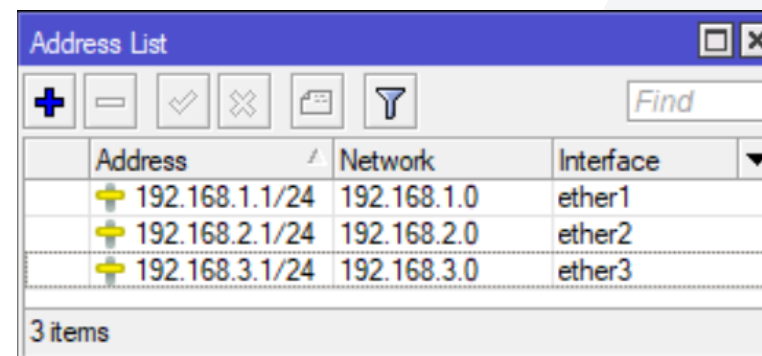 Address List
Find
Address Network Interface
192.168.1.1/24 192.168.1.0 ether1
192.168.2.1/24 192.168.2.0 ether2
192.168.3.1/24 192.168.3.0 ether3
3 items